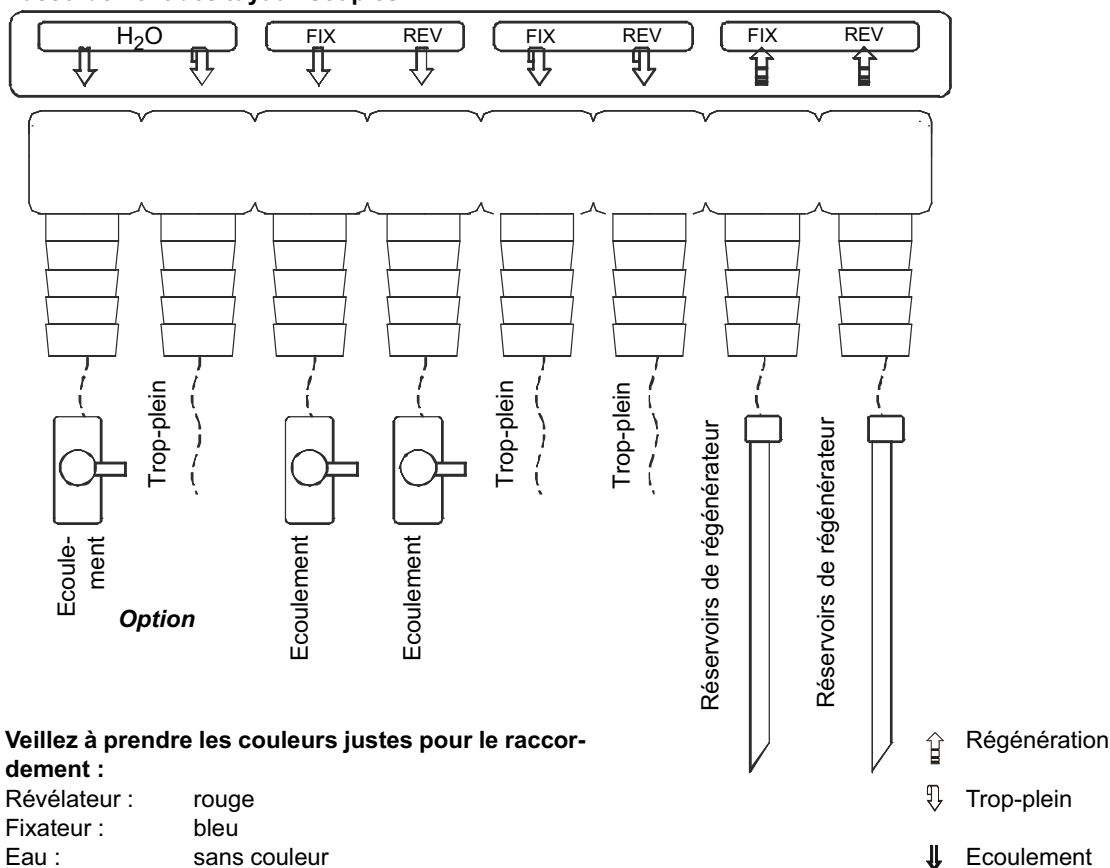 H₂O FIX REV FIX REV FIX REV
Trop-plein
Trop-plein
Trop-plein
Réservoirs de régénérateur
Réservoirs de régénérateur
Ecoule-
ment
Ecoulement
Ecoulement
Option
Veillez à prendre les couleurs justes pour le raccor-
dement :
Révélateur : rouge
Fixateur : bleu
Eau : sans couleur
Régénération
Trop-plein
Ecoulement